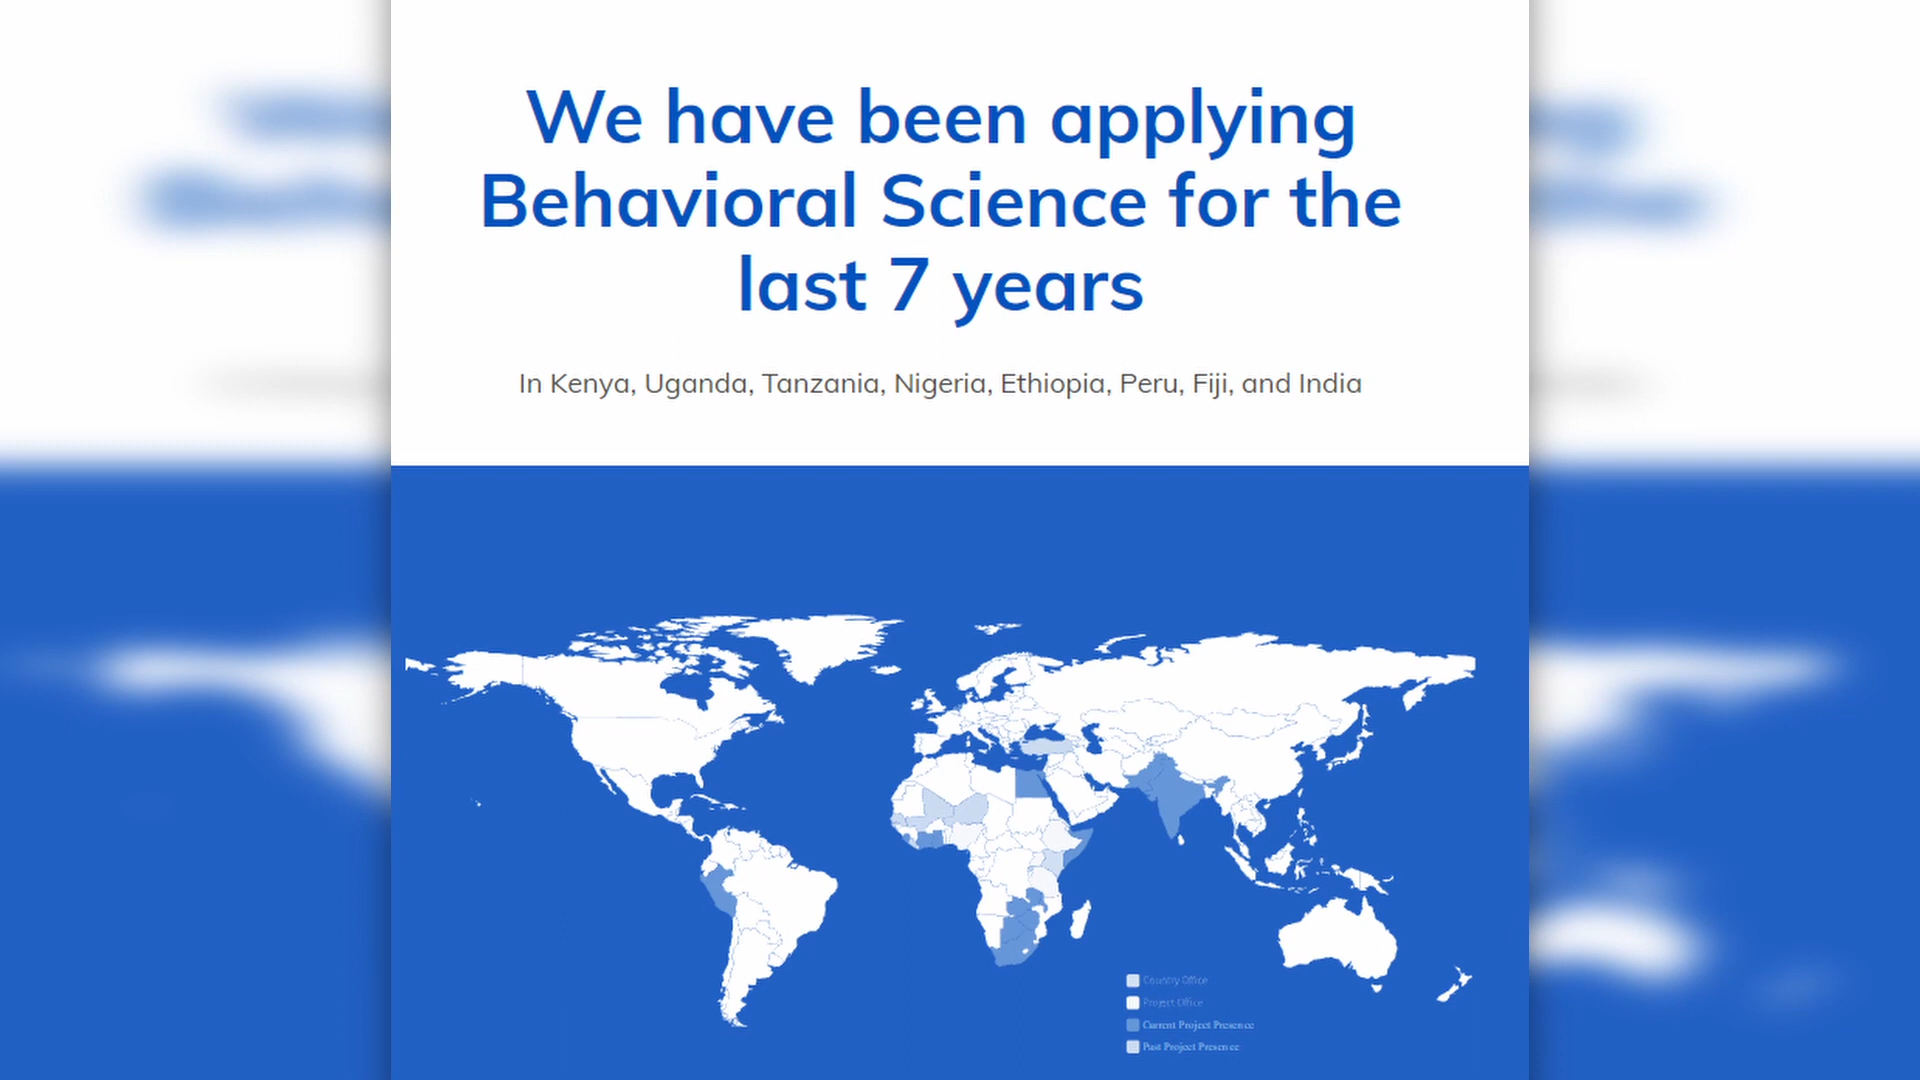 We have been applying
Behavioral Science for the
last 7 years
In Kenya, Uganda, Tanzania, Nigeria, Ethiopia, Peru, Fiji, and India
Country Office
Project Office
Current Project Presence
Past Project Presence